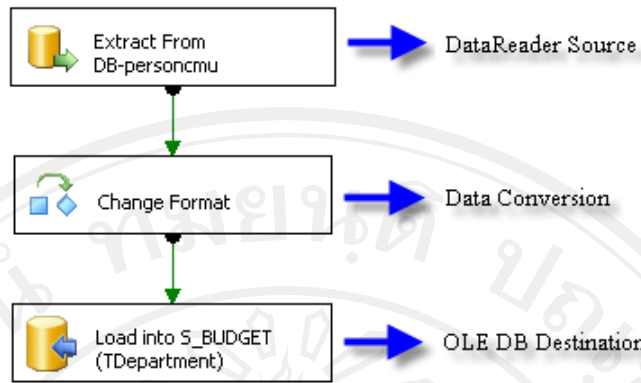 Extract From
DB-personcmu
DataReader Source
Change Format
Data Conversion
Load into S_BUDGET
(TDepartment)
OLE DB Destination